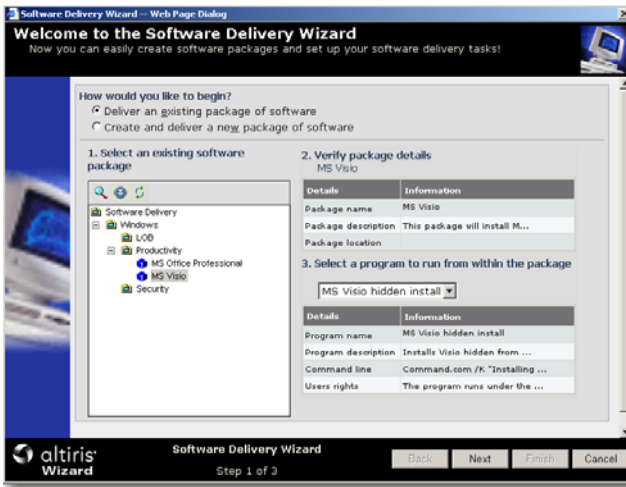 Software Delivery Wizard -- Web Page Dialog
Welcome to the Software Delivery Wizard
Now you can easily create software packages and set up your software delivery tasks!
How would you like to begin?
Deliver an existing package of software
Create and deliver a new package of software
1. Select an existing software package
Software Delivery
Windows
LOB
Productivity
MS Office Professional
MS Visio
Security
2. Verify package details
MS Visio
Details Information
Package name MS Visio
Package description This package will install M...
Package location
3. Select a program to run from within the package
MS Visio hidden install
Details Information
Program name MS Visio hidden install
Program description Installs Visio hidden from ...
Command line Command.com /K "Installing ...
Users rights The program runs under the ...
altiris
Wizard
Software Delivery Wizard
Step 1 of 3
Back Next Finish Cancel